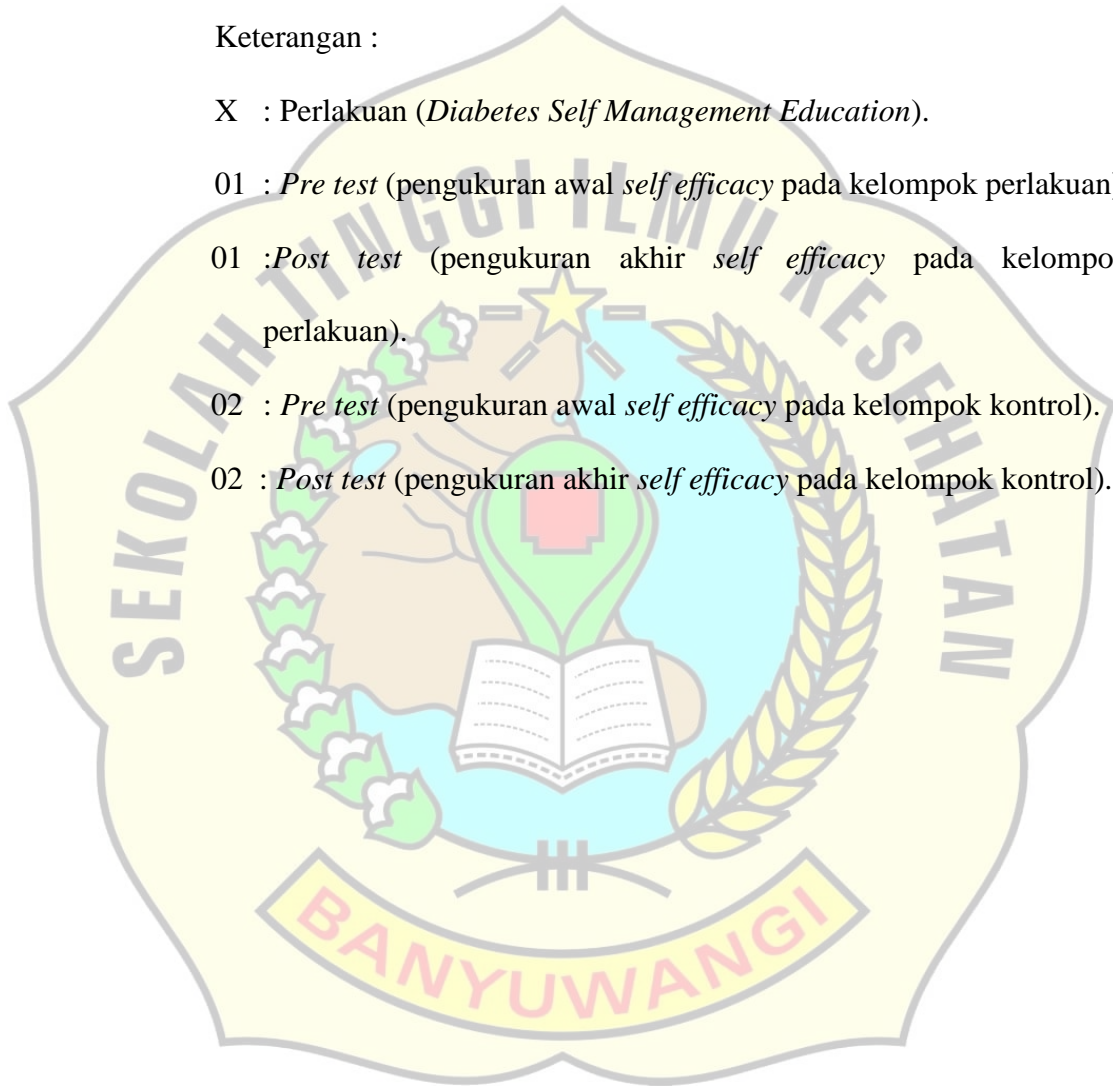 Keterangan :
X : Perlakuan (Diabetes Self Management Education).
01 : Pre test (pengukuran awal self efficacy pada kelompok perlakuan)
01 :Post test (pengukuran akhir self efficacy pada kelompo
perlakuan).
02 : Pre test (pengukuran awal self efficacy pada kelompok kontrol).
02 : Post test (pengukuran akhir self efficacy pada kelompok kontrol).
SEKOLAH TINGGI ILMU KESEHATAN
BANYUWANGI